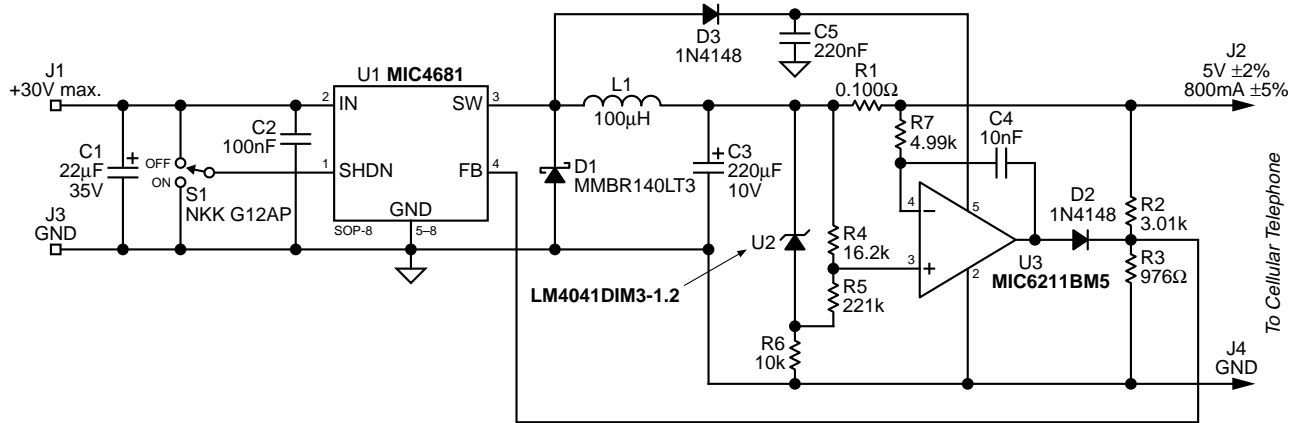 J1
+30V max.
C1
22µF
35V
J3
GND
OFF
ON
S1
NKK G12AP
C2
100nF
U1 MIC4681
2
IN
SW
3
1
SHDN
FB
4
GND
SOP-8
5–8
D3
1N4148
C5
220nF
L1
100µH
D1
MMBR140LT3
C3
220µF
10V
R1
0.100Ω
J2
5V ±2%
800mA ±5%
R7
4.99k
C4
10nF
U2
LM4041DIM3-1.2
R4
16.2k
R5
221k
R6
10k
4
–
3
+
5
2
U3
MIC6211BM5
D2
1N4148
R2
3.01k
R3
976Ω
To Cellular Telephone
J4
GND